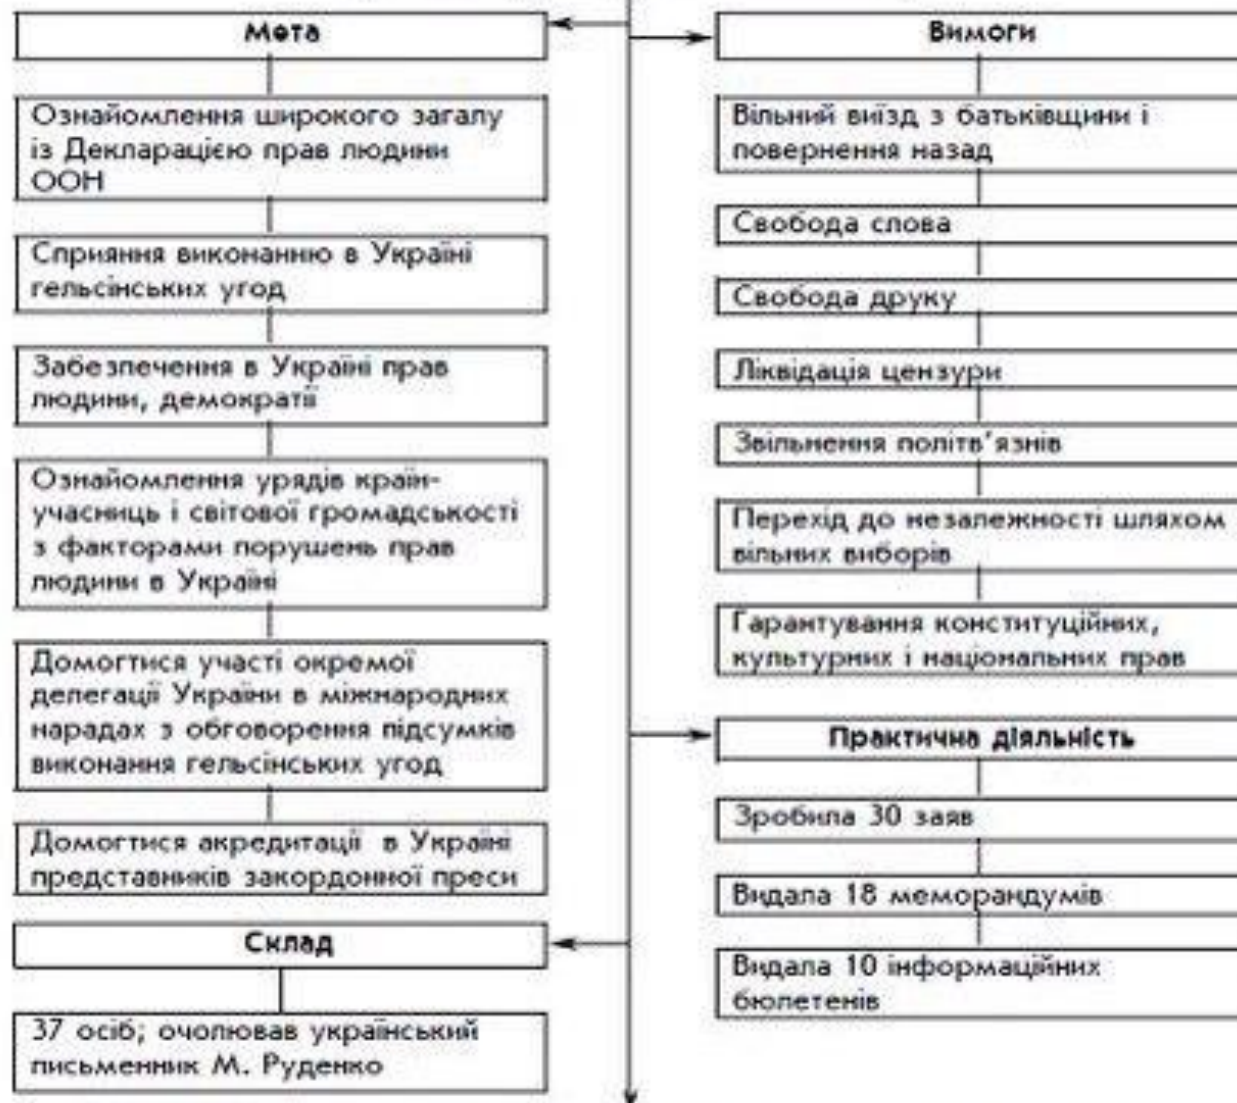 Мета
Ознайомлення широкого загалу
із Декларацією прав людини
ООН
Сприяння виконанню в Україні
гельсінських угод
Забезпечення в Україні прав
людини, демократії
Ознайомлення урядів країн-
учасниць і світової громадськості
з факторами порушень прав
людини в Україні
Домогтися участі окремої
делегації України в міжнародних
нарадах з обговорення підсумків
виконання гельсінських угод
Домогтися акредитації в Україні
представників закордонної преси
Склад
37 осіб; очолював український
письменник М. Руденко
Вимоги
Вільний виїзд з батьківщини і
повернення назад
Свобода слова
Свобода друку
Ліквідація цензури
Звільнення політв'язнів
Перехід до незалежності шляхом
вільних виборів
Гарантування конституційних,
культурних і національних прав
Практична діяльність
Зробила 30 заяв
Видала 18 меморандумів
Видала 10 інформаційних
бюлетенів